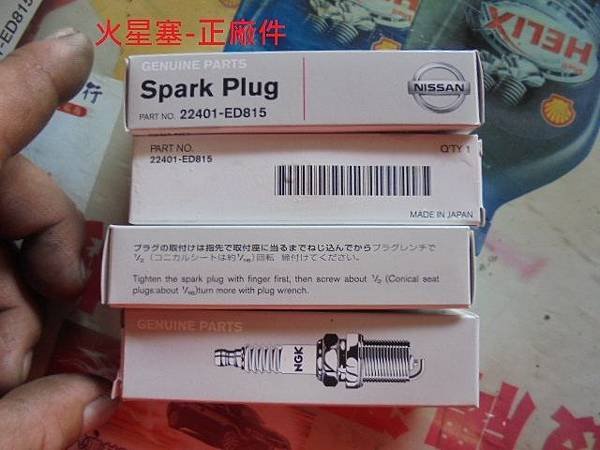 火星塞-正廠件
GENUINE PARTS
Spark Plug
PART NO. 22401-ED815
NISSAN
HELIX
PART NO. Q'TY 1
22401-ED815
MADE IN JAPAN
プラグの取付けは指先で取付座に当るまでねじ込んでからプラグレンチで
1/2 (コニカルシートは約1/16)回転 締付けてください。
Tighten the spark plug with finger first, then screw about 1/2 (Conical seat
plugs:about 1/16)turn more with plug wrench.
GENUINE PARTS
NGK
行